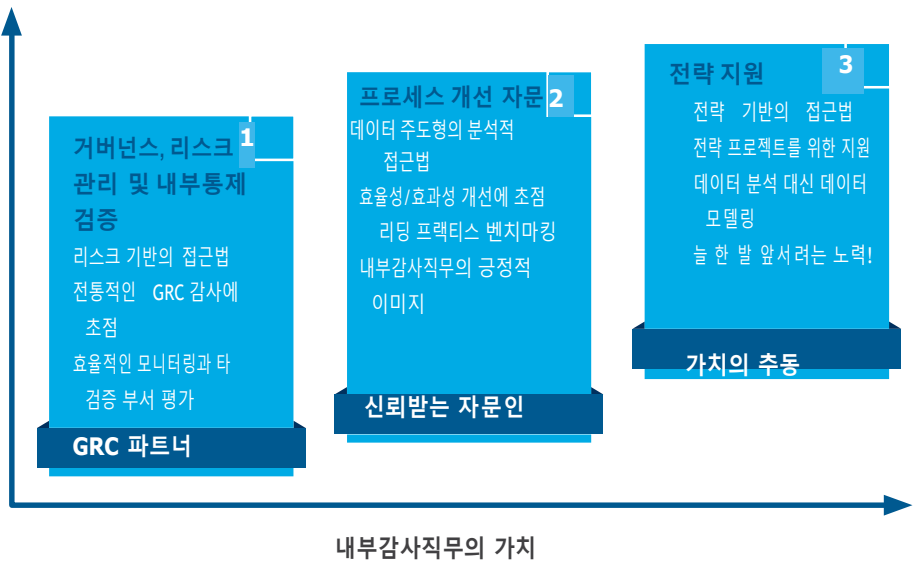 1
거버넌스, 리스크
관리 및 내부통제
검증
리스크 기반의 접근법
전통적인 GRC 감사에
초점
효율적인 모니터링과 타
검증 부서 평가
GRC 파트너
2
프로세스 개선 자문
데이터 주도형의 분석적
접근법
효율성/효과성 개선에 초점
리딩 프랙티스 벤치마킹
내부감사직무의 긍정적
이미지
신뢰받는 자문인
3
전략 지원
전략 기반의 접근법
전략 프로젝트를 위한 지원
데이터 분석 대신 데이터
모델링
늘 한 발 앞서려는 노력!
가치의 추동
내부감사직무의 가치